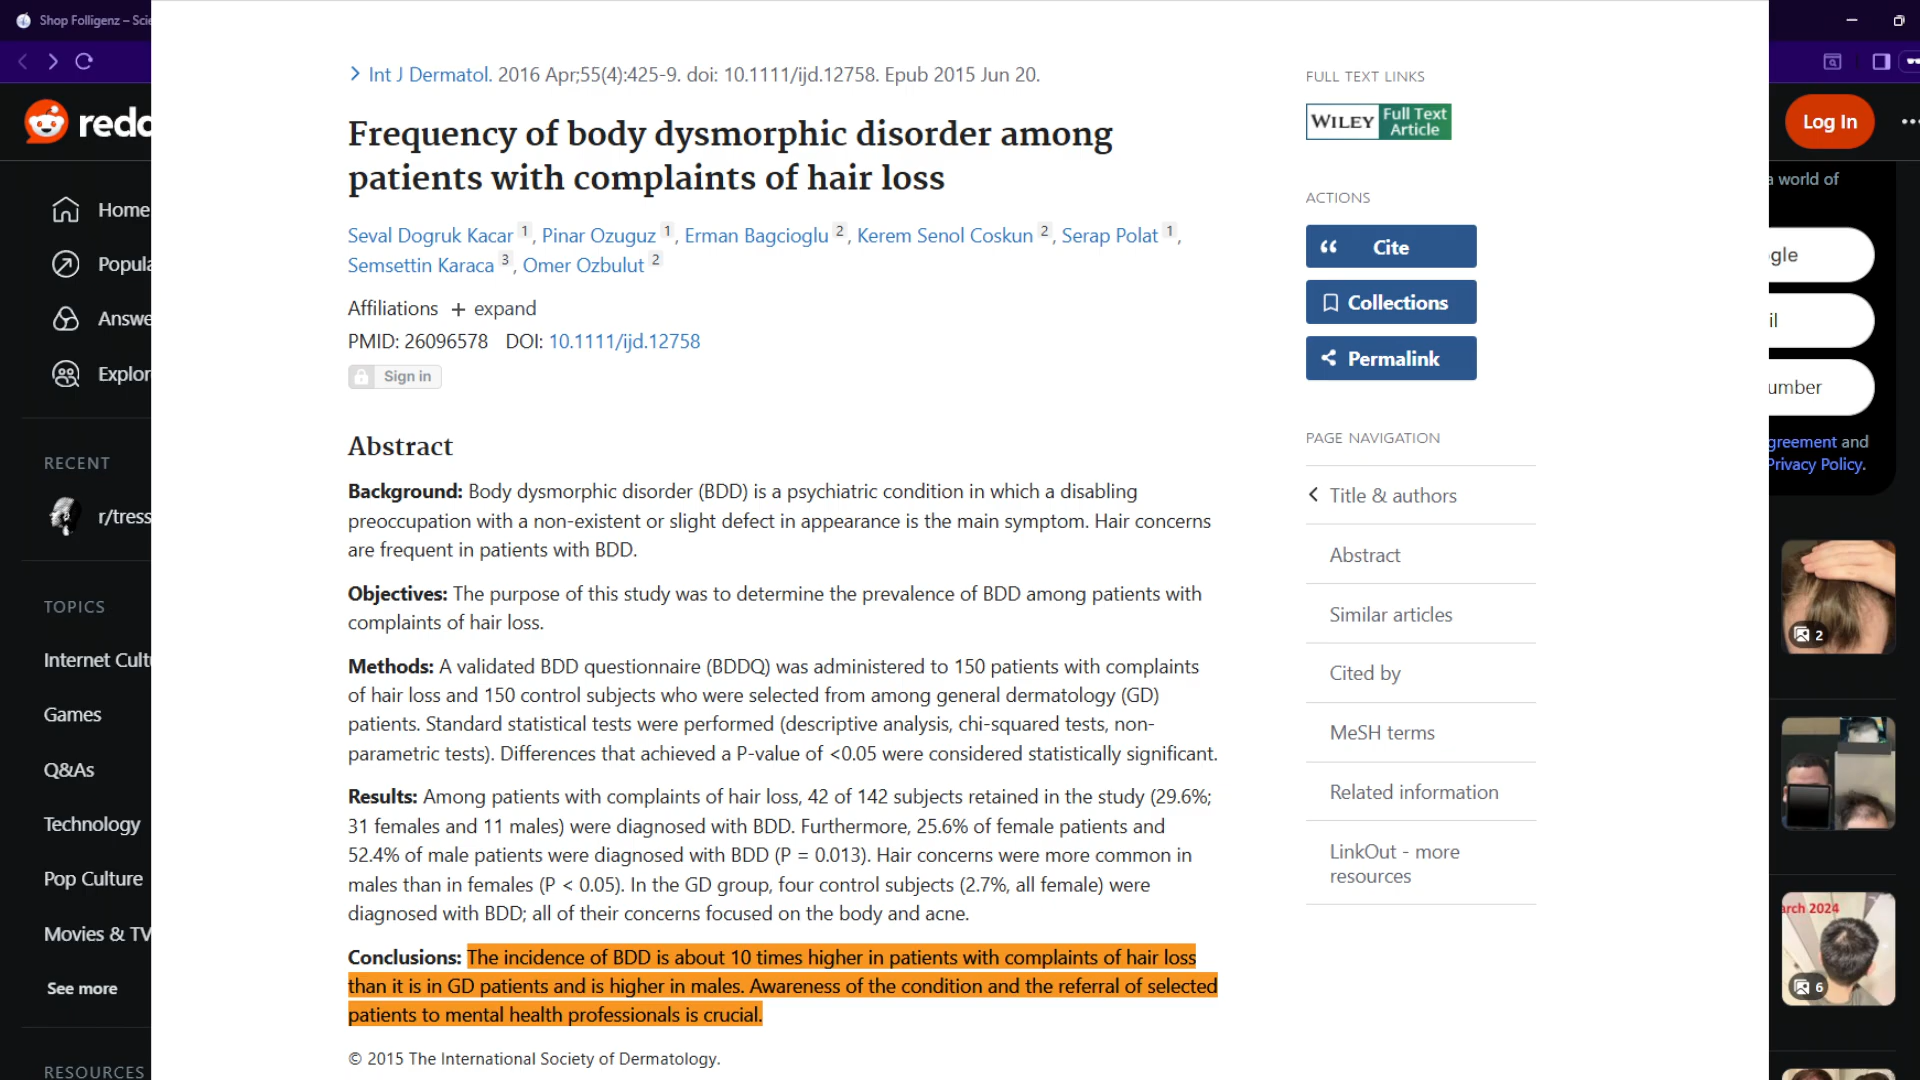 Shop Folligenz – Scie
redd
Log In
Home
Popula
Answe
Explor
RECENT
r/tress
TOPICS
Internet Cultu
Games
Q&As
Technology
Pop Culture
Movies & TV
See more
RESOURCES
> Int J Dermatol. 2016 Apr;55(4):425-9. doi: 10.1111/ijd.12758. Epub 2015 Jun 20.
Frequency of body dysmorphic disorder among
patients with complaints of hair loss
Seval Dogruk Kacar 1, Pinar Ozuguz 1, Erman Bagcioglu 2, Kerem Senol Coskun 2, Serap Polat 1,
Semsettin Karaca 3, Omer Ozbulut 2
Affiliations + expand
PMID: 26096578 DOI: 10.1111/ijd.12758
Sign in
Abstract
Background: Body dysmorphic disorder (BDD) is a psychiatric condition in which a disabling
preoccupation with a non-existent or slight defect in appearance is the main symptom. Hair concerns
are frequent in patients with BDD.
Objectives: The purpose of this study was to determine the prevalence of BDD among patients with
complaints of hair loss.
Methods: A validated BDD questionnaire (BDDQ) was administered to 150 patients with complaints
of hair loss and 150 control subjects who were selected from among general dermatology (GD)
patients. Standard statistical tests were performed (descriptive analysis, chi-squared tests, non-
parametric tests). Differences that achieved a P-value of <0.05 were considered statistically significant.
Results: Among patients with complaints of hair loss, 42 of 142 subjects retained in the study (29.6%;
31 females and 11 males) were diagnosed with BDD. Furthermore, 25.6% of female patients and
52.4% of male patients were diagnosed with BDD (P = 0.013). Hair concerns were more common in
males than in females (P < 0.05). In the GD group, four control subjects (2.7%, all female) were
diagnosed with BDD; all of their concerns focused on the body and acne.
Conclusions: The incidence of BDD is about 10 times higher in patients with complaints of hair loss
than it is in GD patients and is higher in males. Awareness of the condition and the referral of selected
patients to mental health professionals is crucial.
© 2015 The International Society of Dermatology.
FULL TEXT LINKS
WILEY Full Text
Article
ACTIONS
Cite
Collections
Permalink
PAGE NAVIGATION
Title & authors
Abstract
Similar articles
Cited by
MeSH terms
Related information
LinkOut - more
resources
a world of
gle
il
umber
greement and
Privacy Policy.
2
arch 2024
6